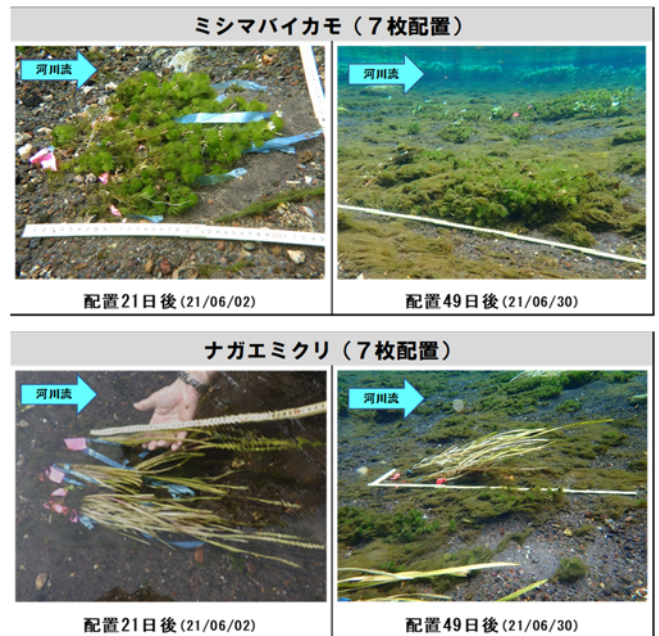 ミシマバイカモ（７枚配置）
河川流
河川流
配置21日後(21/06/02)
配置49日後(21/06/30)
ナガエミクリ（７枚配置）
河川流
河川流
配置21日後(21/06/02)
配置49日後(21/06/30)